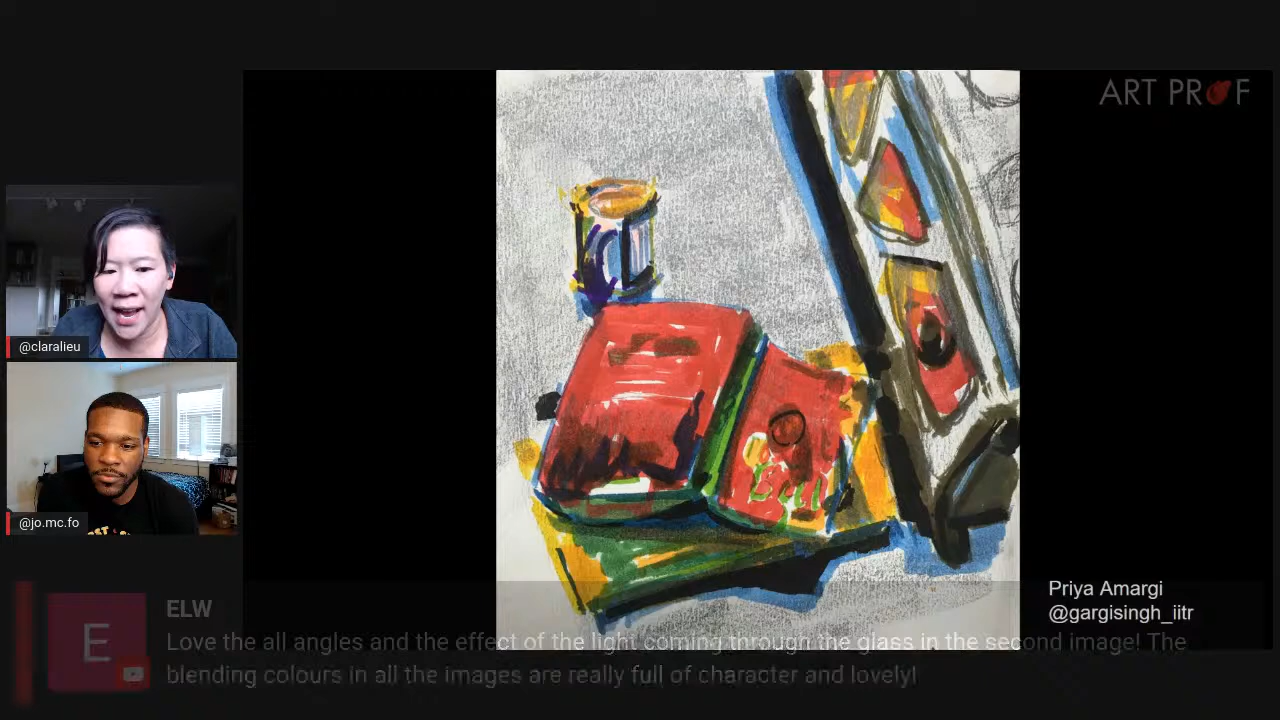 ART PROF
@claralieu
@jo.mc.fo
Priya Amargi
@gargisingh_iitr
E
ELW
Love the all angles and the effect of the light coming through the glass in the second image! The
blending colours in all the images are really full of character and lovely!